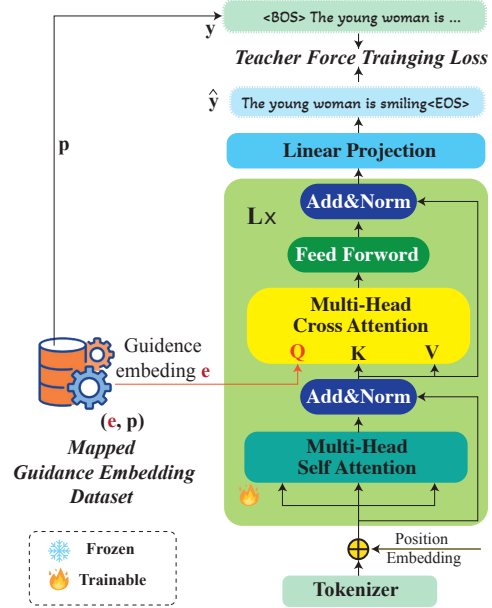 <BOS> The young woman is ...
y
Teacher Force Trainging Loss
ŷ
The young woman is smiling<EOS>
p
Linear Projection
Lx
Add&Norm
Feed Forword
Multi-Head
Cross Attention
Q K V
Guidence
embeding e
Add&Norm
(e, p)
Mapped
Guidance Embedding
Dataset
Multi-Head
Self Attention
Position
Embedding
Frozen
Trainable
Tokenizer